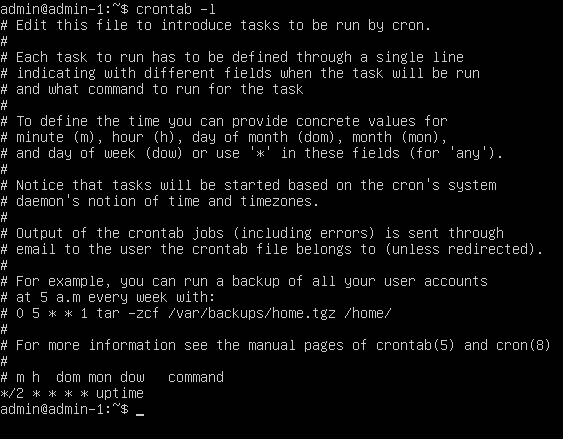 admin@admin-1:~$ crontab -l
# Edit this file to introduce tasks to be run by cron.
#
# Each task to run has to be defined through a single line
# indicating with different fields when the task will be run
# and what command to run for the task
#
# To define the time you can provide concrete values for
# minute (m), hour (h), day of month (dom), month (mon),
# and day of week (dow) or use '*' in these fields (for 'any').
#
# Notice that tasks will be started based on the cron's system
# daemon's notion of time and timezones.
#
# Output of the crontab jobs (including errors) is sent through
# email to the user the crontab file belongs to (unless redirected).
#
# For example, you can run a backup of all your user accounts
# at 5 a.m every week with:
# 0 5 * * 1 tar -zcf /var/backups/home.tgz /home/
#
# For more information see the manual pages of crontab(5) and cron(8)
#
# m h  dom mon dow   command
*/2 * * * * uptime
admin@admin-1:~$ _